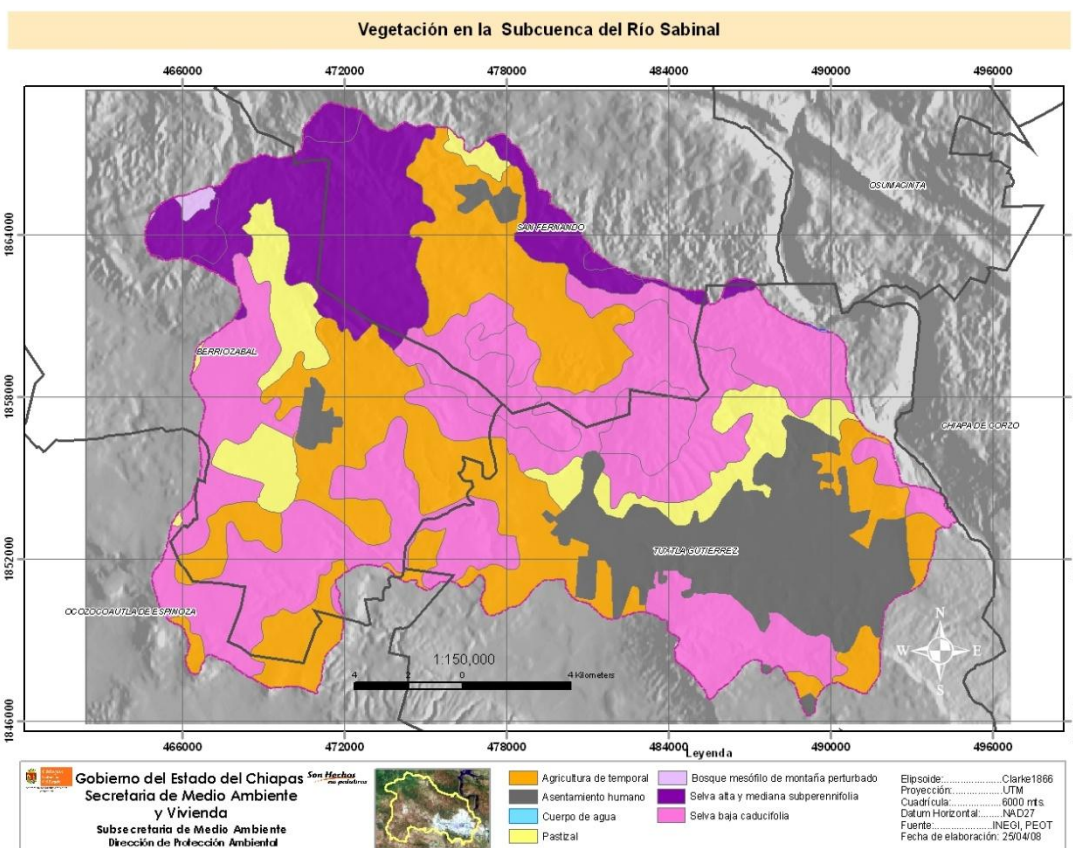 Vegetación en la Subcuenca del Río Sabinal
466000 472000 478000 484000 490000 496000
1864000
1858000
1852000
1846000
OSUMACINTA
SAN FERNANDO
BERRIOZABAL
CHIAPA DE CORZO
TUXTLA GUTIERREZ
OCOZOCOAUTLA DE ESPINOZA
N
W E
S
1:150,000
4 2 0 4 Kilometers
466000 472000 478000 484000 490000 496000
Leyenda
Gobierno del Estado del Chiapas
Secretaria de Medio Ambiente
y Vivienda
Subsecretaria de Medio Ambiente
Dirección de Protección Ambiental
Son Hechos
no palabras
Agricultura de temporal
Asentamiento humano
Cuerpo de agua
Pastizal
Bosque mesófilo de montaña perturbado
Selva alta y mediana subperennifolia
Selva baja caducifolia
Elipsoide:....................Clarke1866
Proyección:..................UTM
Cuadrícula:..................6000 mts.
Datum Horizontal:.......NAD27
Fuente:....................INEGI, PEOT
Fecha de elaboración: 25/04/08